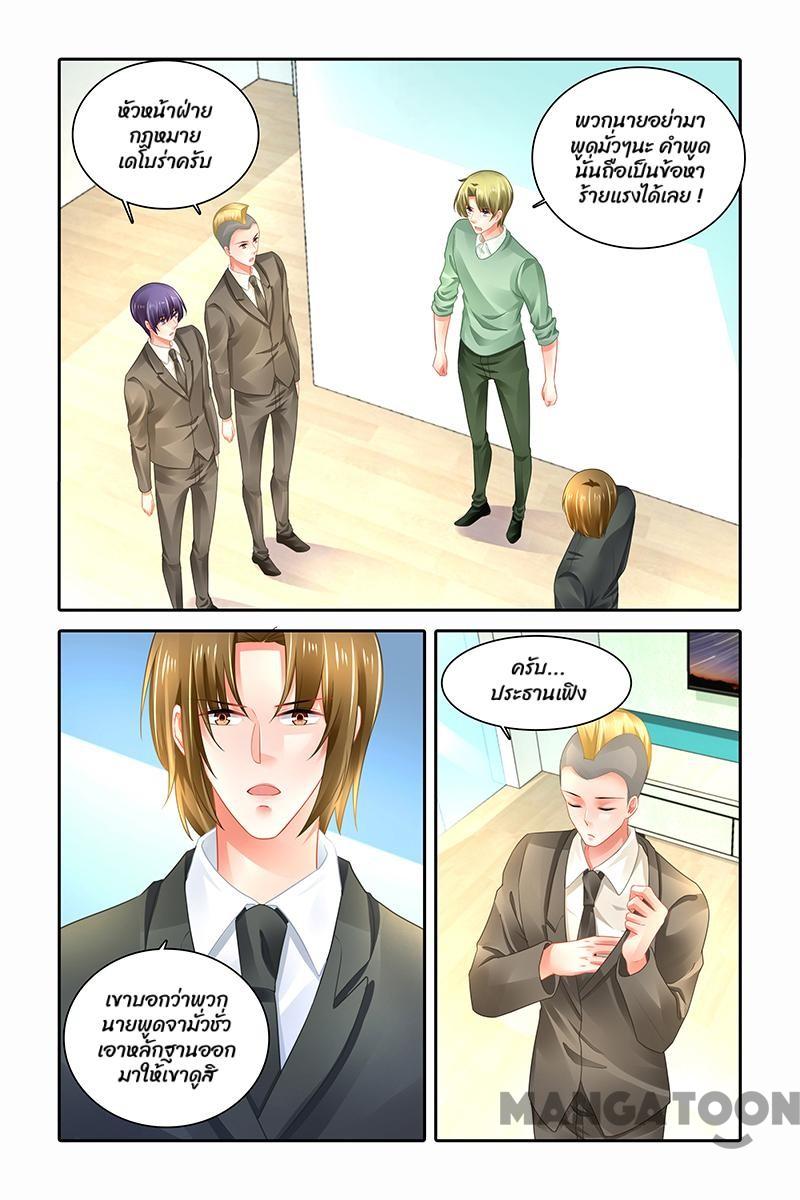 หัวหน้าฝ่าย
กฎหมาย
เดโบร่าครับ
พวกนายอย่ามา
พูดมั่วๆนะ คำพูด
นั่นถือเป็นข้อหา
ร้ายแรงได้เลย !
เขาบอกว่าพวก
นายพูดจามั่วชั่ว
เอาหลักฐานออก
มาให้เขาดูสิ
ครับ...
ประธานเฟิง
MANGATOON